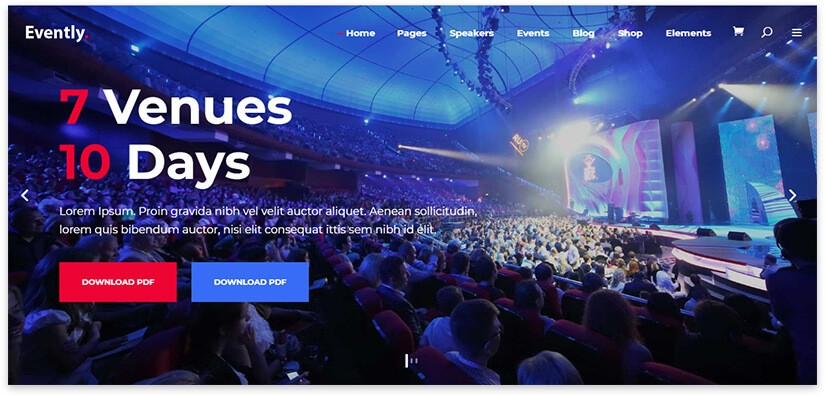 Evently.
Home Pages Speakers Events Blog Shop Elements
7 Venues
10 Days
Lorem Ipsum. Proin gravida nibh vel velit auctor aliquet. Aenean sollicitudin,
lorem quis bibendum auctor, nisi elit consequat ittis sem nibh id elit.
DOWNLOAD PDF DOWNLOAD PDF